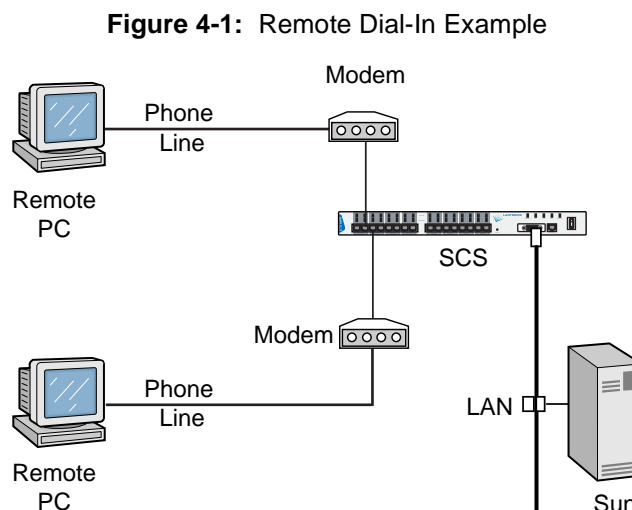 Figure 4-1: Remote Dial-In Example
Modem
Phone
Line
Remote
PC
SCS
Modem
Phone
Line
LAN
Remote
PC